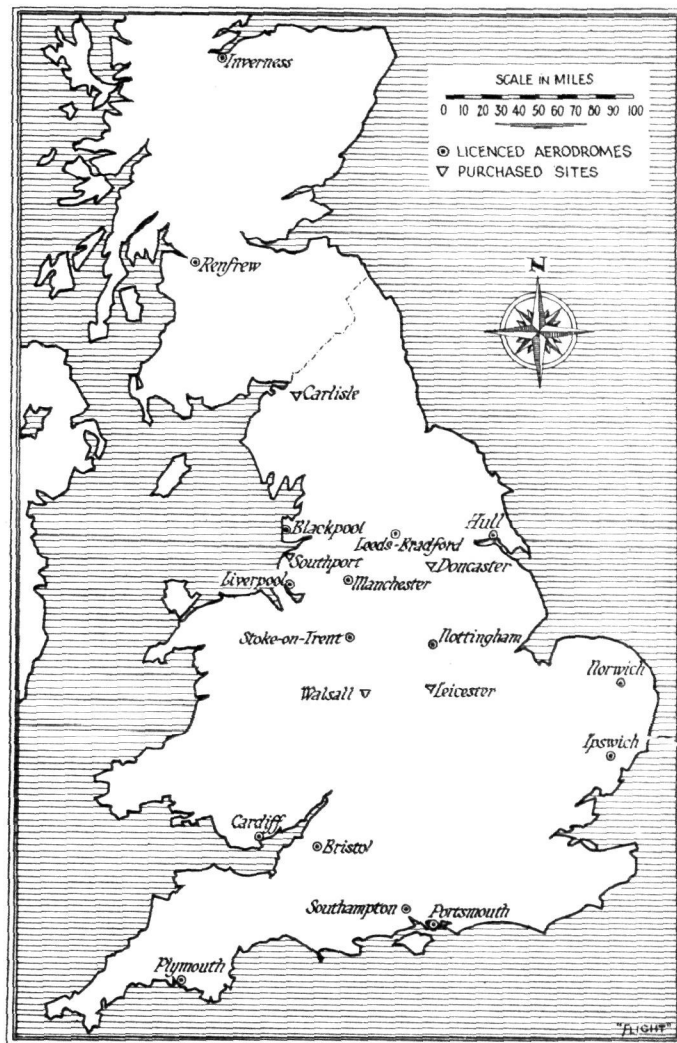 Inverness
SCALE IN MILES
0 10 20 30 40 50 60 70 80 90 100
LICENCED AERODROMES
PURCHASED SITES
Renfrew
N
Carlisle
Blackpool
Leeds-Bradford
Hull
Southport
Doncaster
Liverpool
Manchester
Stoke-on-Trent
Nottingham
Norwich
Walsall
Leicester
Ipswich
Cardiff
Bristol
Southampton
Portsmouth
Plymouth
"FLIGHT"